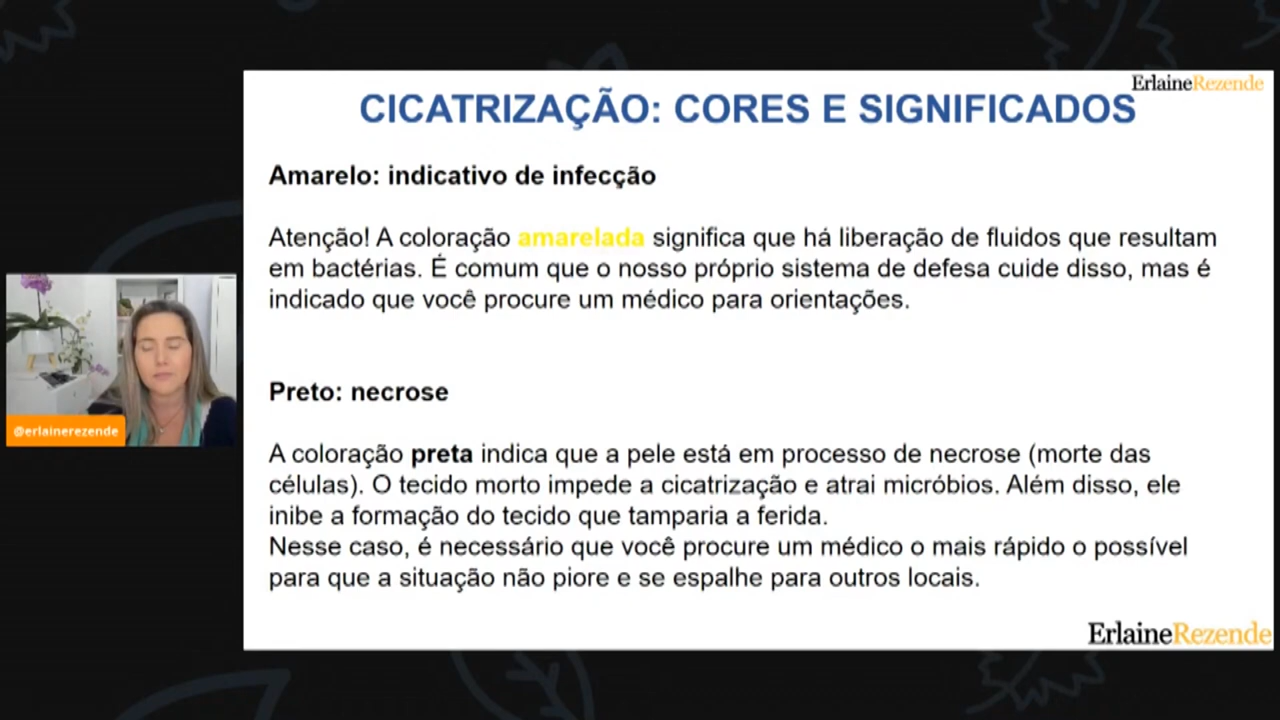 ErlaineRezende
CICATRIZAÇÃO: CORES E SIGNIFICADOS
Amarelo: indicativo de infecção
Atenção! A coloração amarelada significa que há liberação de fluidos que resultam
em bactérias. É comum que o nosso próprio sistema de defesa cuide disso, mas é
indicado que você procure um médico para orientações.
Preto: necrose
A coloração preta indica que a pele está em processo de necrose (morte das
células). O tecido morto impede a cicatrização e atrai micróbios. Além disso, ele
inibe a formação do tecido que tamparia a ferida.
Nesse caso, é necessário que você procure um médico o mais rápido o possível
para que a situação não piore e se espalhe para outros locais.
@erlainerezende
ErlaineRezende